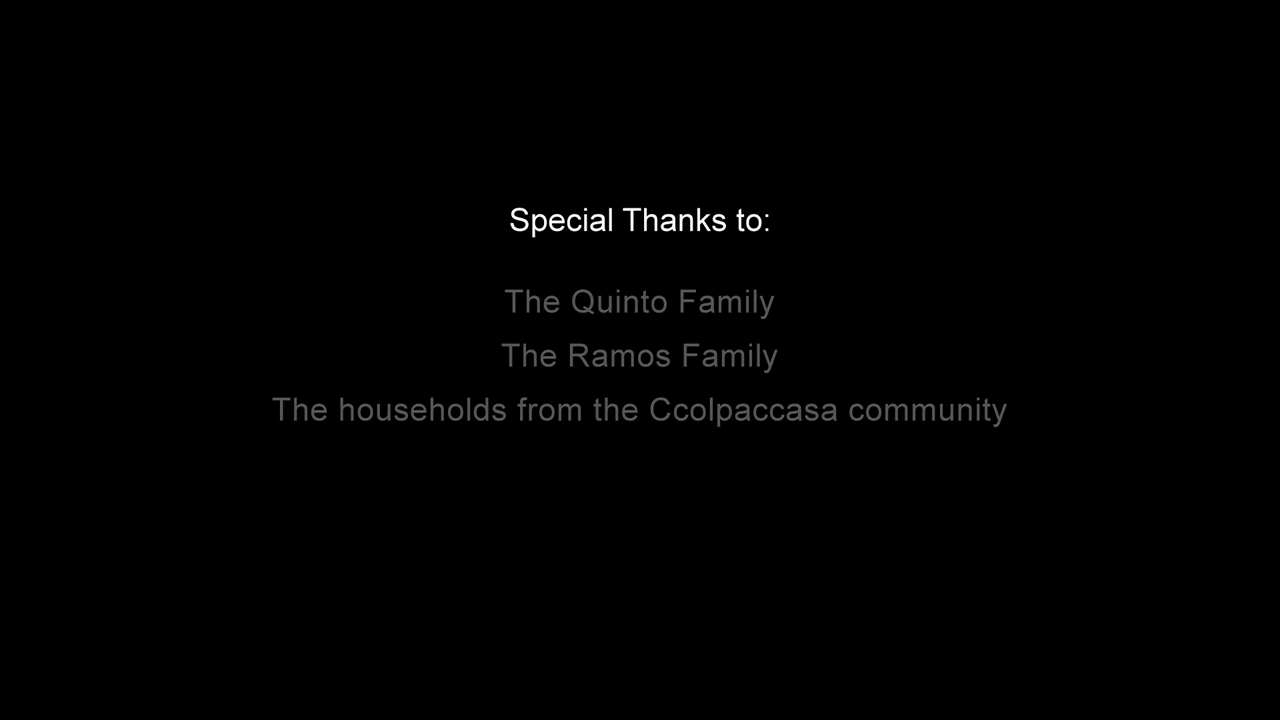 Special Thanks to:
The Quinto Family
The Ramos Family
The households from the Ccolpaccasa community